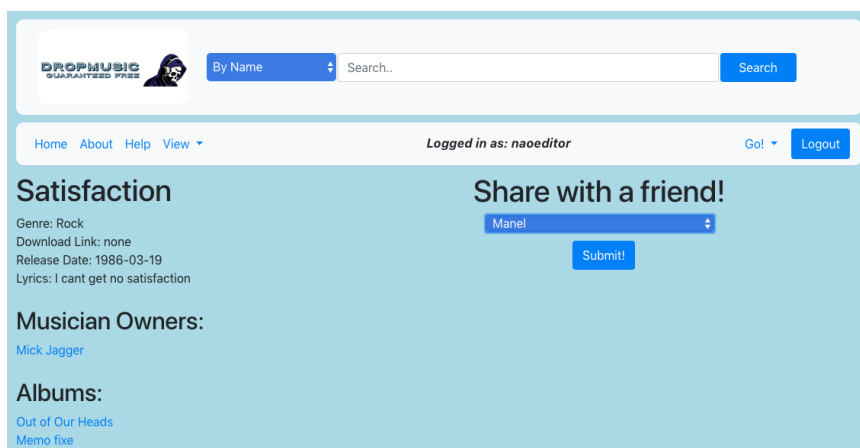 DROPMUSIC
GUARANTEED FREE
By Name
Search..
Search
Home About Help View
Logged in as: naoeditor
Go!
Logout
Satisfaction
Genre: Rock
Download Link: none
Release Date: 1986-03-19
Lyrics: I cant get no satisfaction
Musician Owners:
Mick Jagger
Albums:
Out of Our Heads
Memo fixe
Share with a friend!
Manel
Submit!